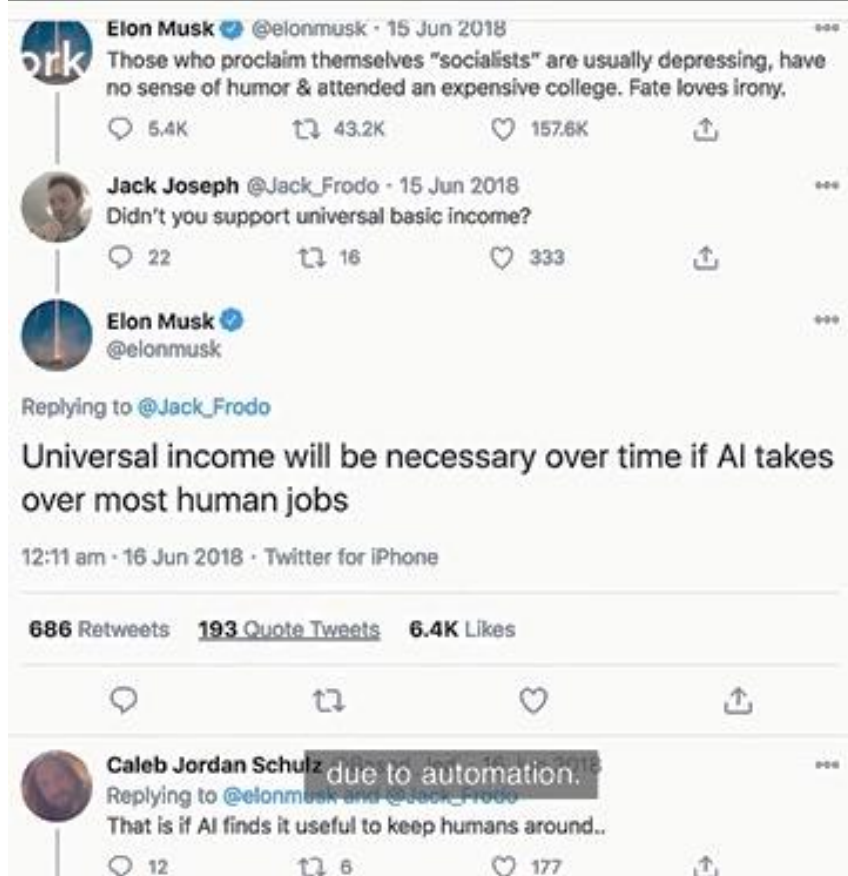 ork
Elon Musk @elonmusk · 15 Jun 2018
Those who proclaim themselves “socialists” are usually depressing, have
no sense of humor & attended an expensive college. Fate loves irony.
5.4K 43.2K 157.6K
Jack Joseph @Jack_Frodo · 15 Jun 2018
Didn't you support universal basic income?
22 16 333
Elon Musk
@elonmusk
Replying to @Jack_Frodo
Universal income will be necessary over time if AI takes
over most human jobs
12:11 am · 16 Jun 2018 · Twitter for iPhone
686 Retweets 193 Quote Tweets 6.4K Likes
Caleb Jordan Schulz 2018
due to automation.
Replying to @elonmusk and @Jack_Frodo
That is if AI finds it useful to keep humans around..
12 6 177